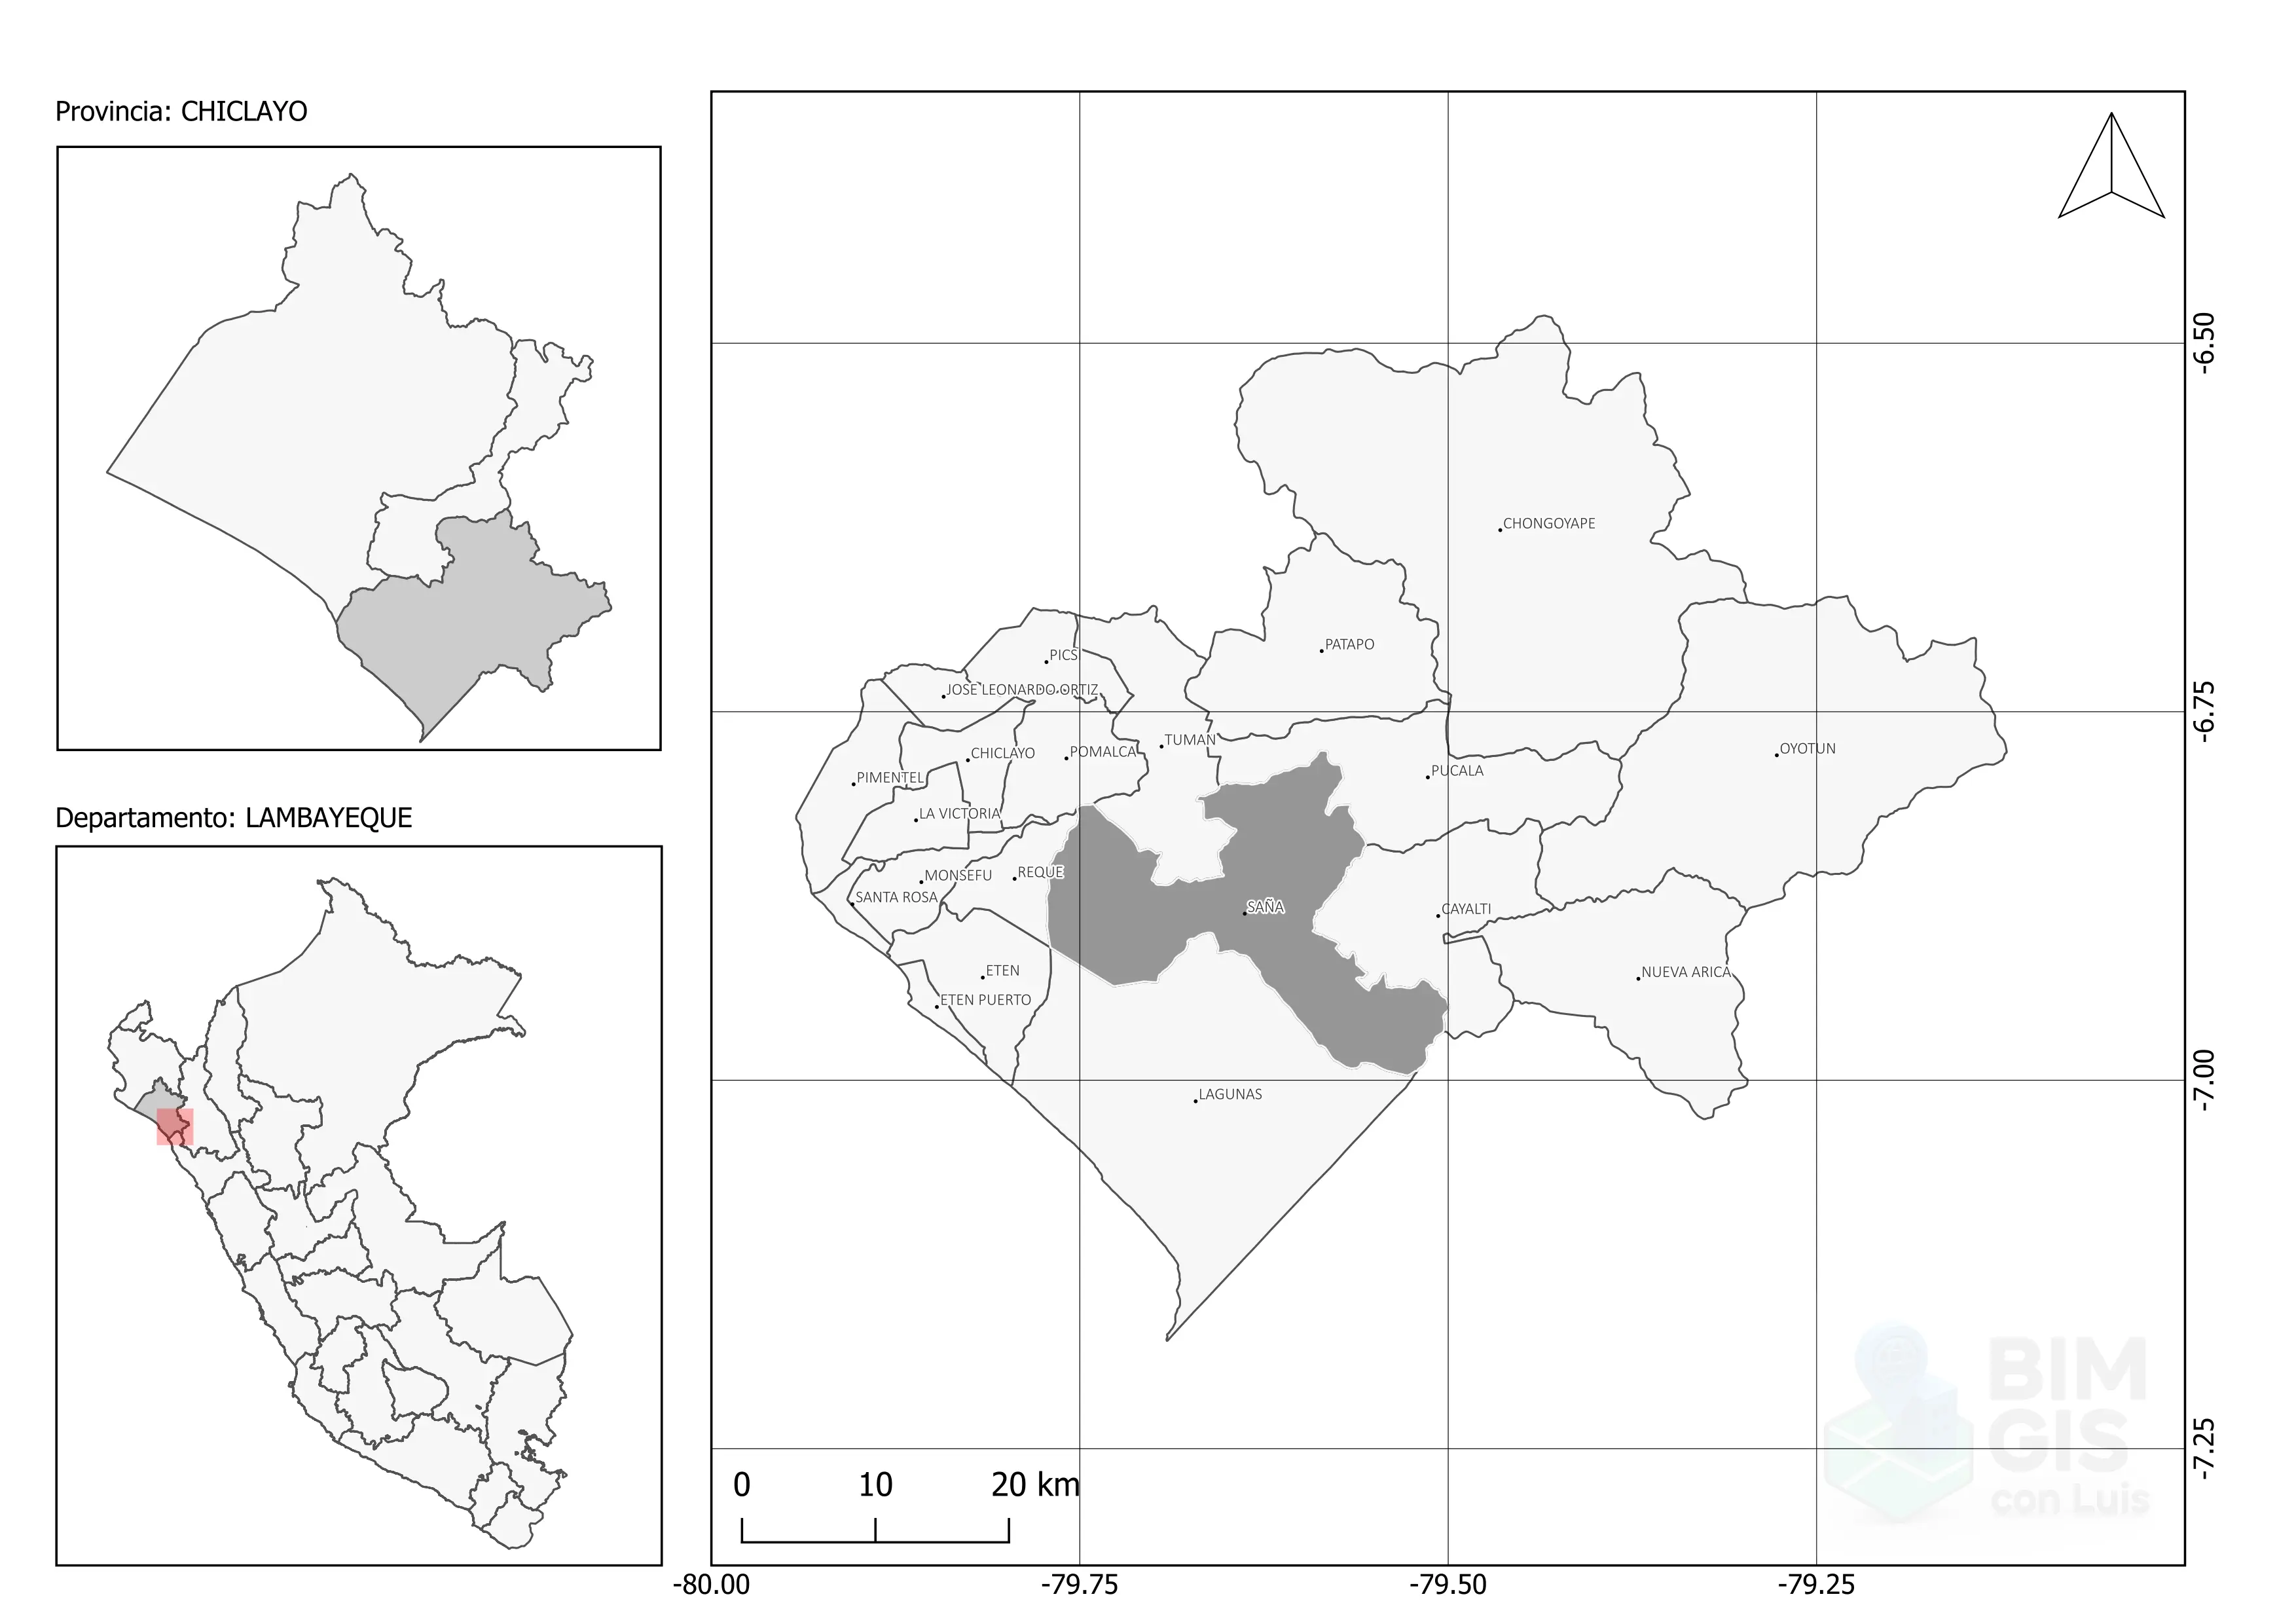 Provincia: CHICLAYO
Departamento: LAMBAYEQUE
CHONGOYAPE
PATAPO
PICSI
JOSE LEONARDO ORTIZ
TUMAN
CHICLAYO
POMALCA
OYOTUN
PUCALA
PIMENTEL
LA VICTORIA
REQUE
MONSEFU
SANTA ROSA
SAÑA
CAYALTI
ETEN
NUEVA ARICA
ETEN PUERTO
LAGUNAS
-6.50
-6.75
-7.00
-7.25
0 10 20 km
-80.00 -79.75 -79.50 -79.25
BIM
GIS
con Luis